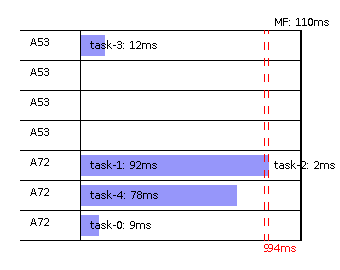 MF: 110ms
A53 task-3: 12ms
A53
A53
A53
A72 task-1: 92ms task-2: 2ms
A72 task-4: 78ms
A72 task-0: 9ms
94ms